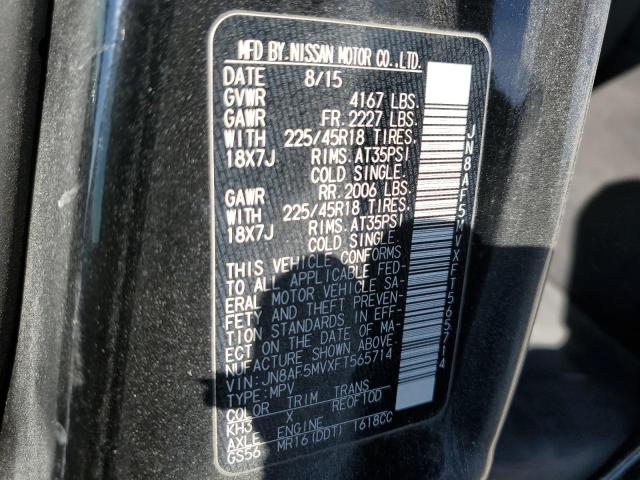 MFD BY. NISSAN MOTOR CO.,LTD.
DATE 8/15
GVWR 4167 LBS.
GAWR FR. 2227 LBS.
WITH 225/45R18 TIRES.
18X7J RIMS. AT35PSI
COLD SINGLE.
GAWR RR. 2006 LBS.
WITH 225/45R18 TIRES.
18X7J RIMS. AT35PSI
COLD SINGLE.
THIS VEHICLE CONFORMS
TO ALL APPLICABLE FED-
ERAL MOTOR VEHICLE SA-
FETY AND THEFT PREVEN-
TION STANDARDS IN EFF-
ECT ON THE DATE OF MA-
NUFACTURE SHOWN ABOVE.
VIN: JN8AF5MVXFT565714
TYPE: MPV
COLOR TRIM TRANS
KH3 X RE0F10D
AXLE ENGINE
GS56 MR16(DDT) 1618CC
JN8AF5MVXFT565714